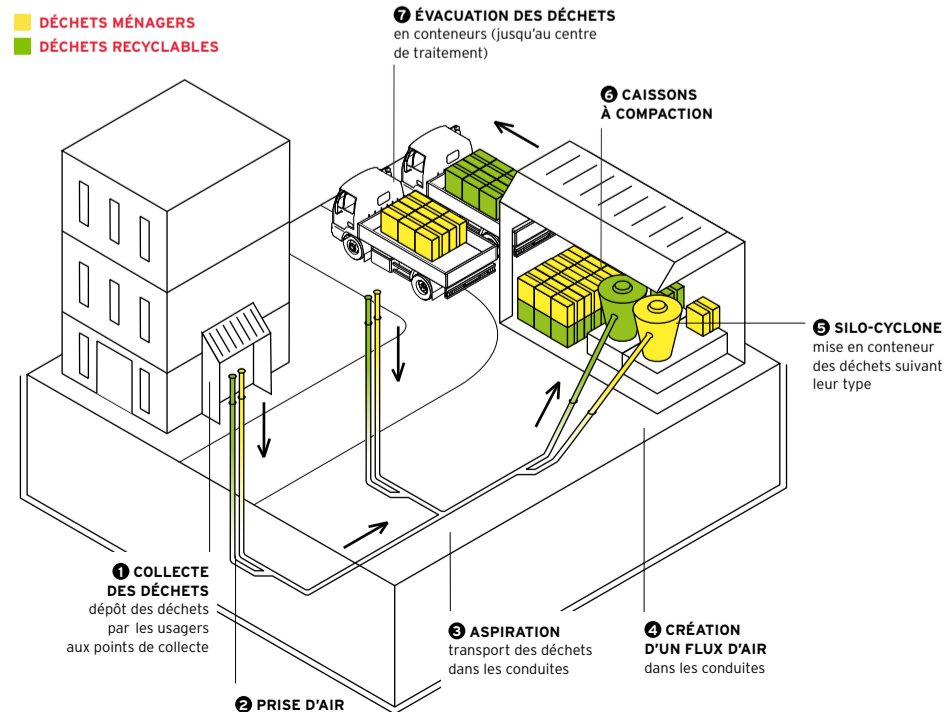 DÉCHETS MÉNAGERS
DÉCHETS RECYCLABLES
7 ÉVACUATION DES DÉCHETS
en conteneurs (jusqu'au centre
de traitement)
6 CAISSONS
À COMPACTION
5 SILO-CYCLONE
mise en conteneur
des déchets suivant
leur type
1 COLLECTE
DES DÉCHETS
dépôt des déchets
par les usagers
aux points de collecte
2 PRISE D'AIR
3 ASPIRATION
transport des déchets
dans les conduites
4 CRÉATION
D'UN FLUX D'AIR
dans les conduites